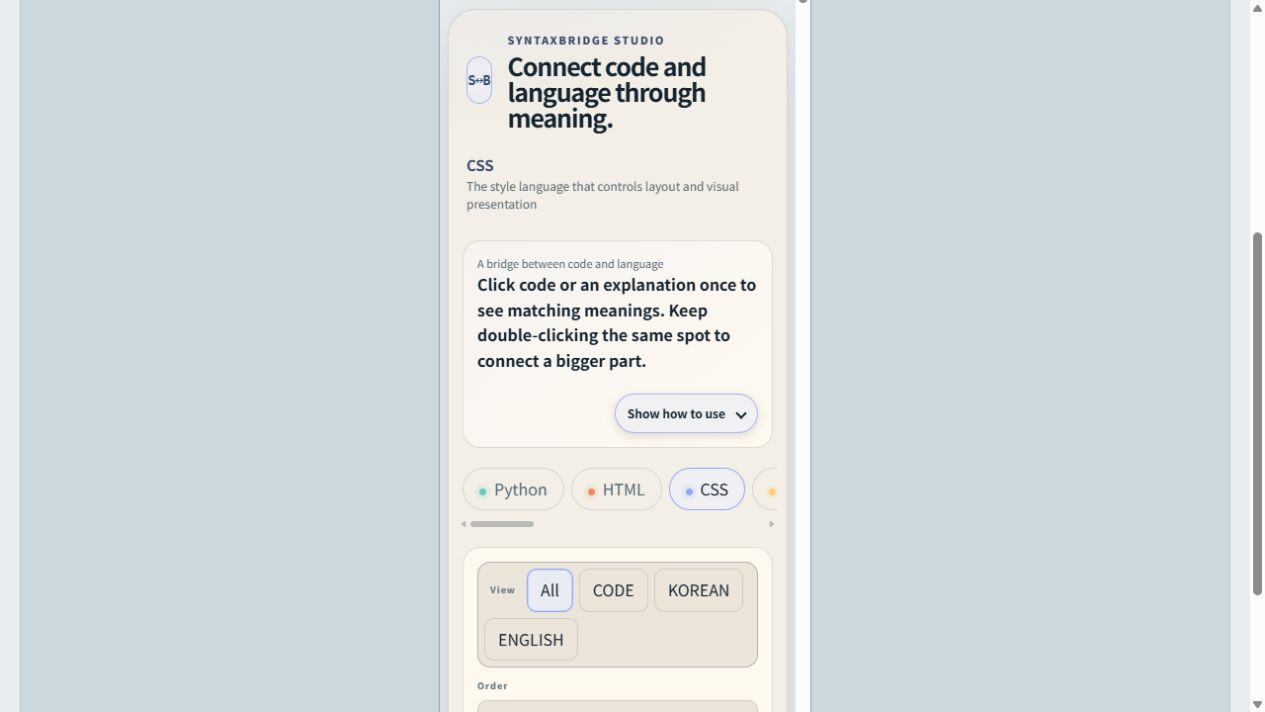 SYNTAXBRIDGE STUDIO
S↔B
Connect code and
language through
meaning.
CSS
The style language that controls layout and visual
presentation
A bridge between code and language
Click code or an explanation once to
see matching meanings. Keep
double-clicking the same spot to
connect a bigger part.
Show how to use
Python HTML CSS
View All CODE KOREAN
ENGLISH
Order